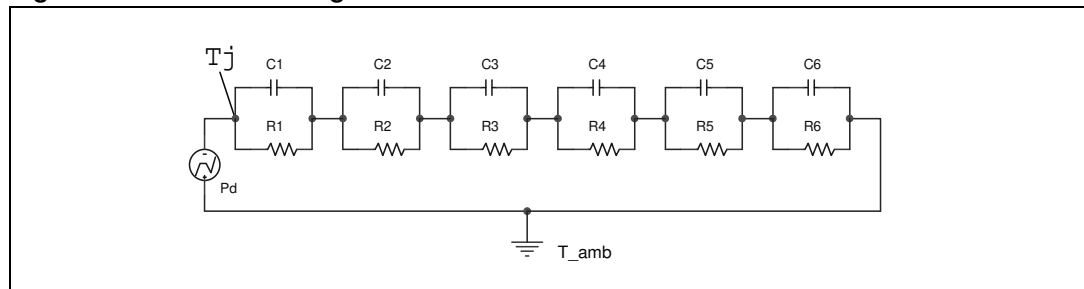 Tj
C1 C2 C3 C4 C5 C6
R1 R2 R3 R4 R5 R6
Pd
T_amb